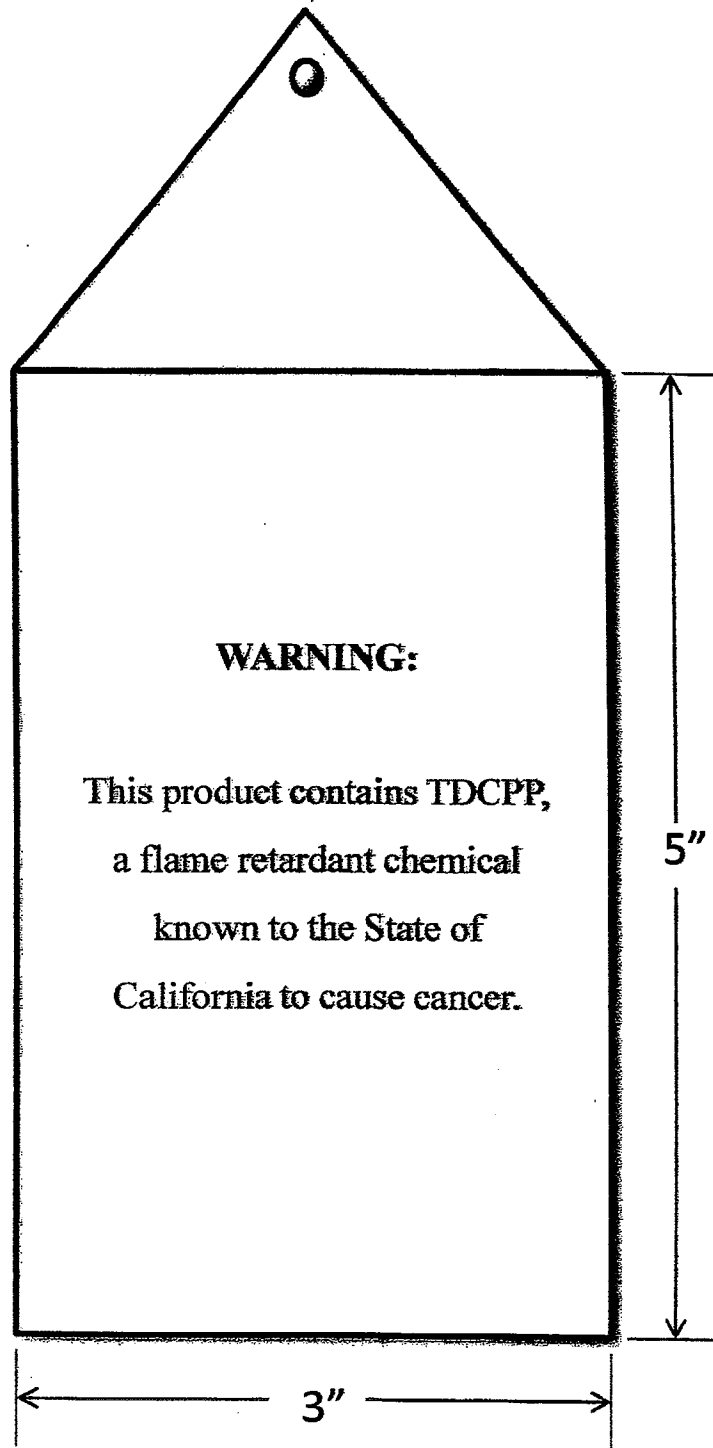 WARNING:
This product contains TDCPP,
a flame retardant chemical
known to the State of
California to cause cancer.
5"
3"